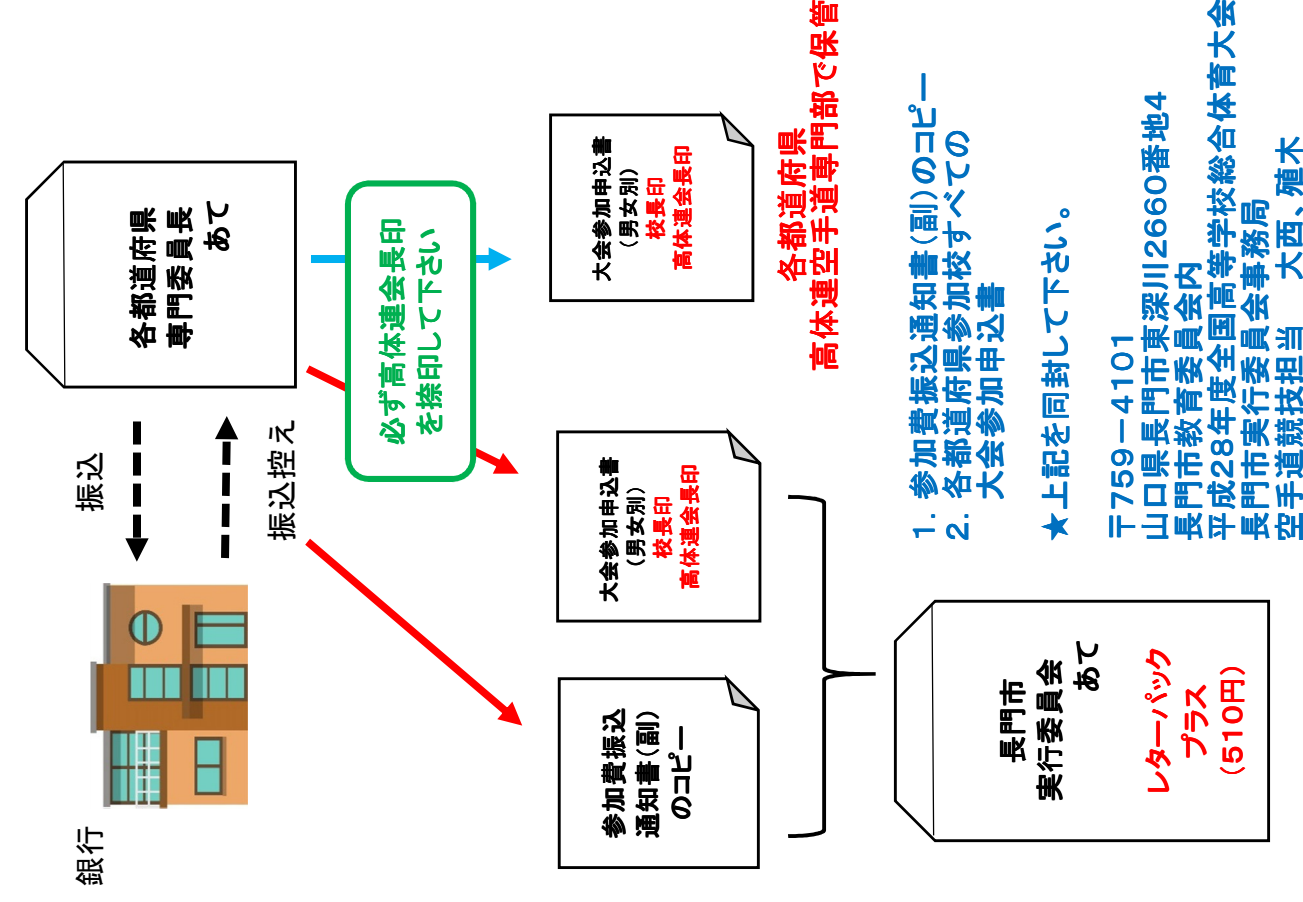 銀行
振込
振込控え
各都道府県
専門委員長
あて
必ず高体連会長印
を捺印して下さい
参加費振込
通知書(副)
のコピー
大会参加申込書
(男女別)
校長印
高体連会長印
大会参加申込書
(男女別)
校長印
高体連会長印
各都道府県
高体連空手道専門部で保管
長門市
実行委員会
あて
レターパック
プラス
(510円)
1. 参加費振込通知書(副)のコピー
2. 各都道府県参加校すべての
大会参加申込書
★上記を同封して下さい。
〒759-4101
山口県長門市東深川2660番地4
長門市教育委員会内
平成28年度全国高等学校総合体育大会
長門市実行委員会事務局
空手道競技担当 大西、殖木